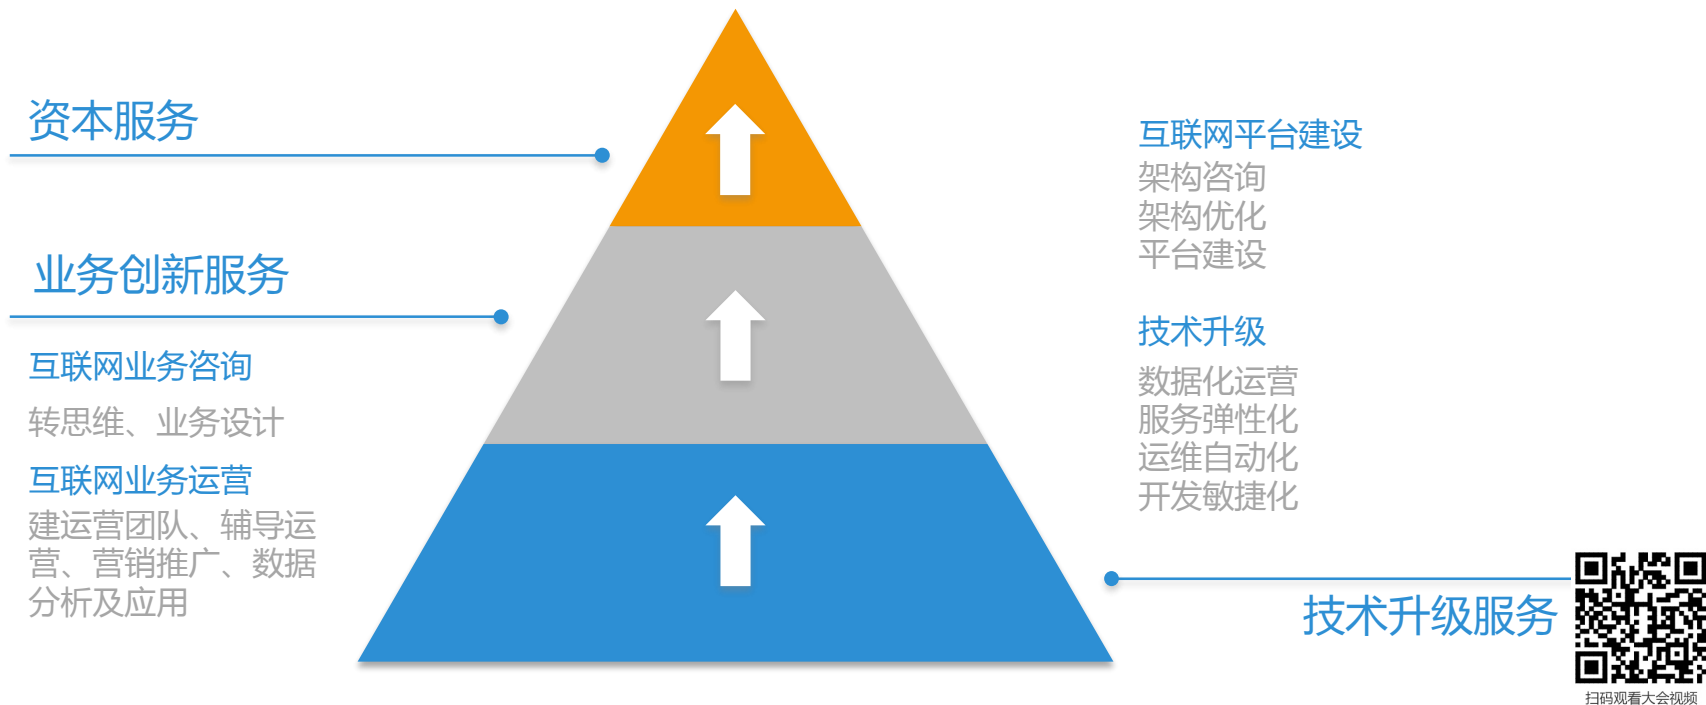 资本服务
业务创新服务
互联网业务咨询
转思维、业务设计
互联网业务运营
建运营团队、辅导运
营、营销推广、数据
分析及应用
互联网平台建设
架构咨询
架构优化
平台建设
技术升级
数据化运营
服务弹性化
运维自动化
开发敏捷化
技术升级服务
扫码观看大会视频